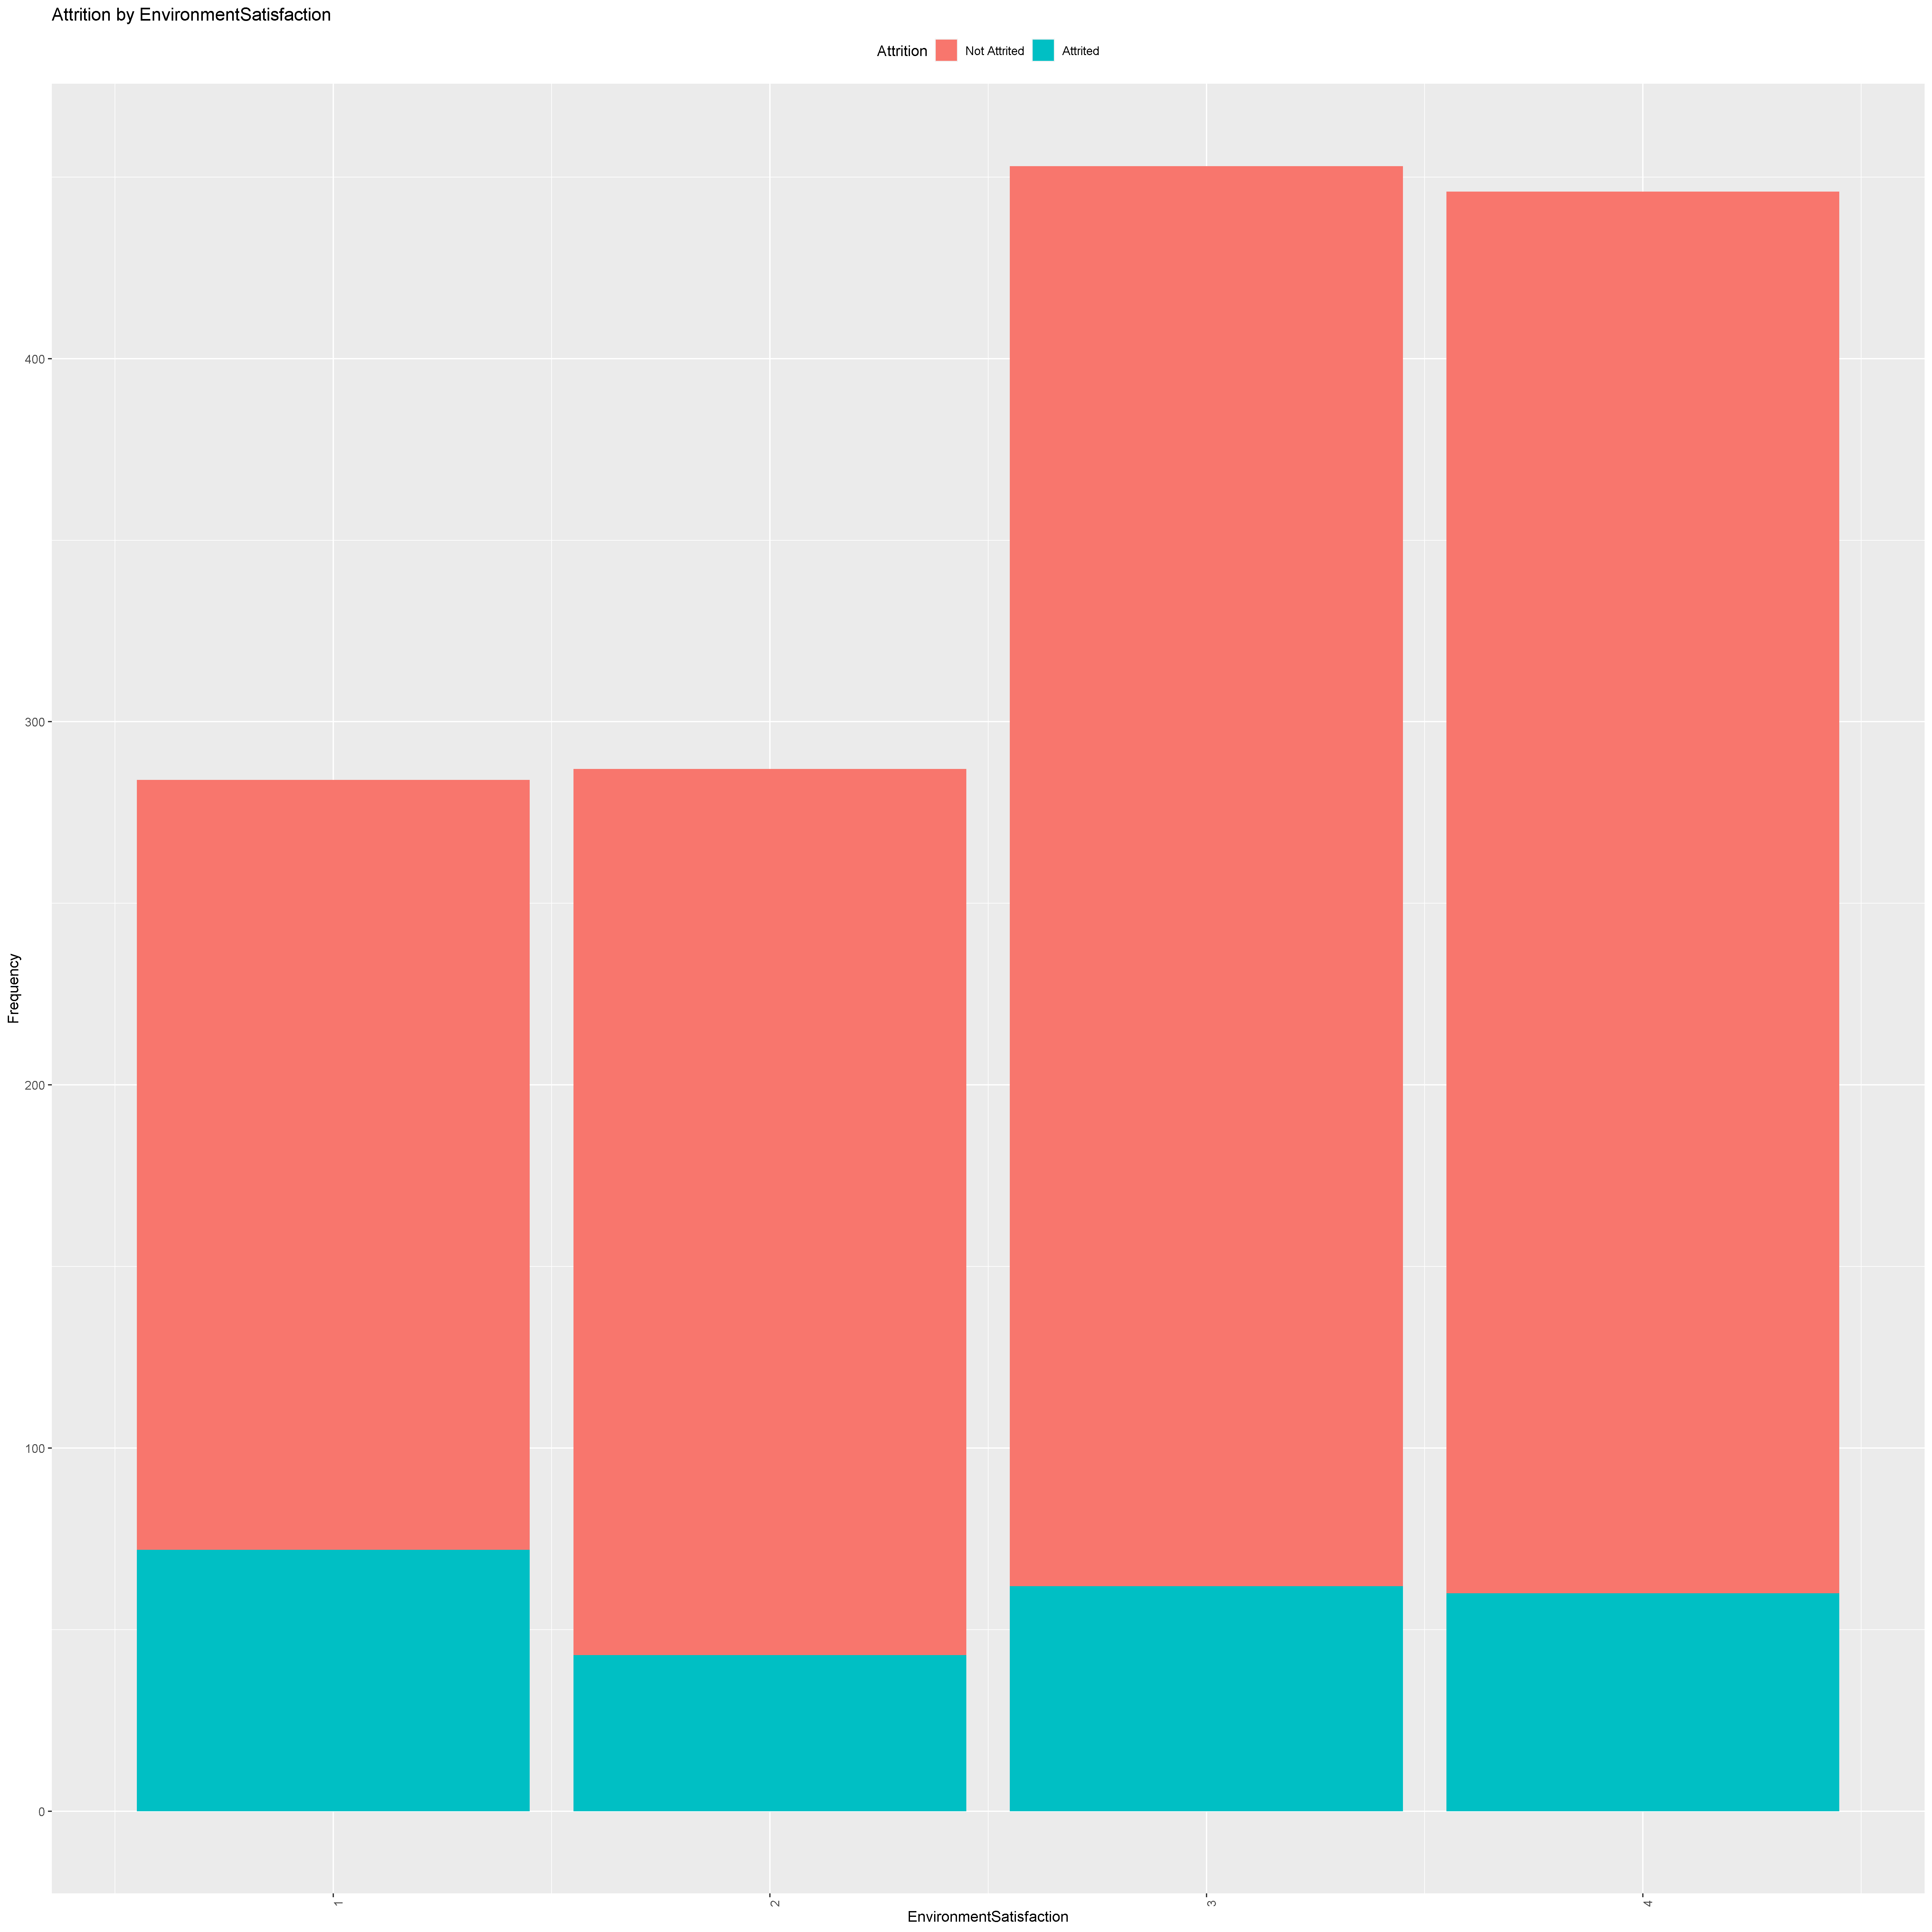 Attrition by EnvironmentSatisfaction
Attrition Not Attrited Attrited
400
300
200
100
0
Frequency
1 2 3 4
EnvironmentSatisfaction